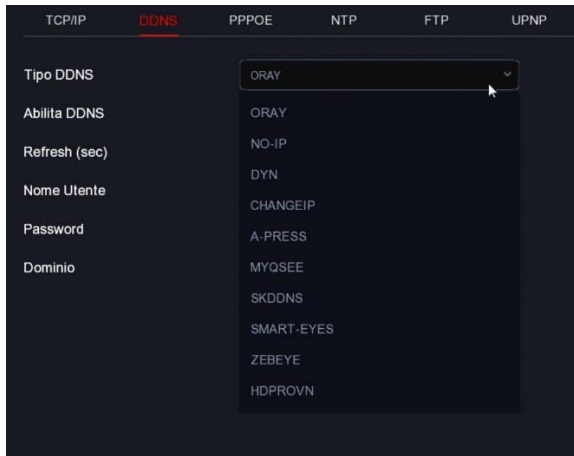 TCP/IP DDNS PPPOE NTP FTP UPNP
Tipo DDNS ORAY
Abilita DDNS ORAY
Refresh (sec) NO-IP
DYN
Nome Utente CHANGEIP
Password A-PRESS
Dominio MYQSEE
SKDDNS
SMART-EYES
ZEBEYE
HDPROVN